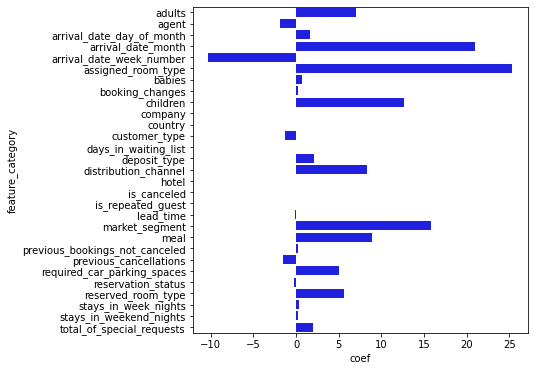 adults
agent
arrival_date_day_of_month
arrival_date_month
arrival_date_week_number
assigned_room_type
babies
booking_changes
children
company
country
customer_type
days_in_waiting_list
deposit_type
distribution_channel
hotel
is_canceled
is_repeated_guest
lead_time
market_segment
meal
previous_bookings_not_canceled
previous_cancellations
required_car_parking_spaces
reservation_status
reserved_room_type
stays_in_week_nights
stays_in_weekend_nights
total_of_special_requests
feature_category
−10 −5 0 5 10 15 20 25
coef